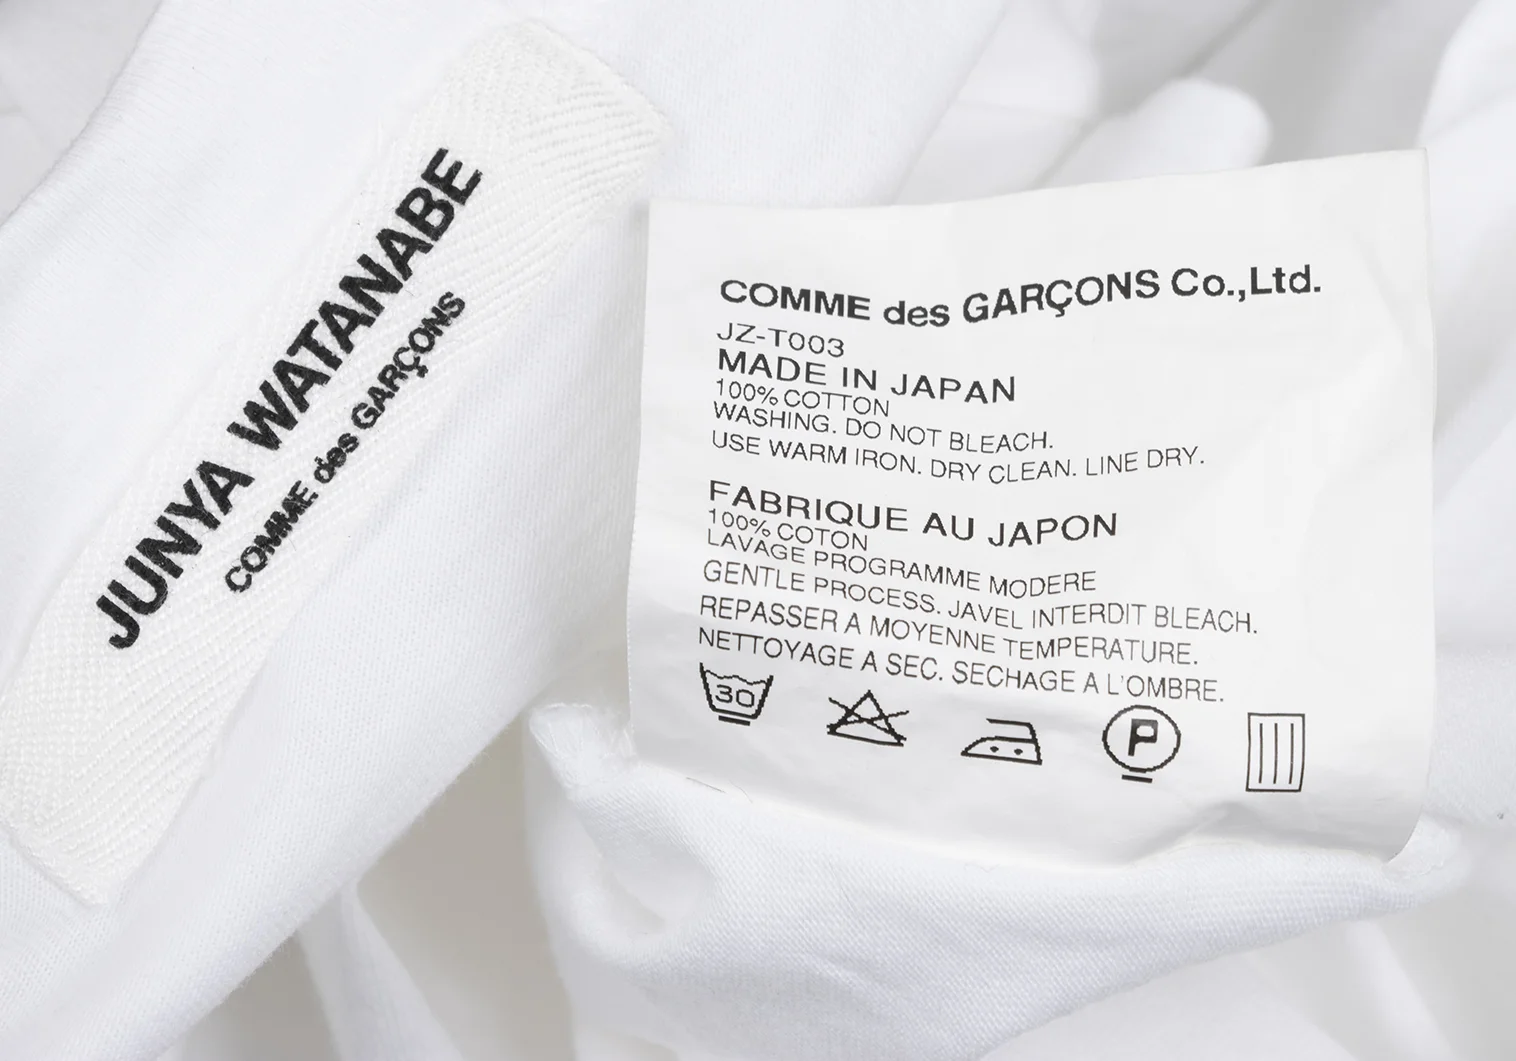 JUNYA WATANABE
COMME des GARÇONS
COMME des GARÇONS Co.,Ltd.
JZ-T003
MADE IN JAPAN
100% COTTON
WASHING. DO NOT BLEACH.
USE WARM IRON. DRY CLEAN. LINE DRY.
FABRIQUE AU JAPON
100% COTON
LAVAGE PROGRAMME MODERE
GENTLE PROCESS. JAVEL INTERDIT BLEACH.
REPASSER A MOYENNE TEMPERATURE.
NETTOYAGE A SEC. SECHAGE A L'OMBRE.
30 P